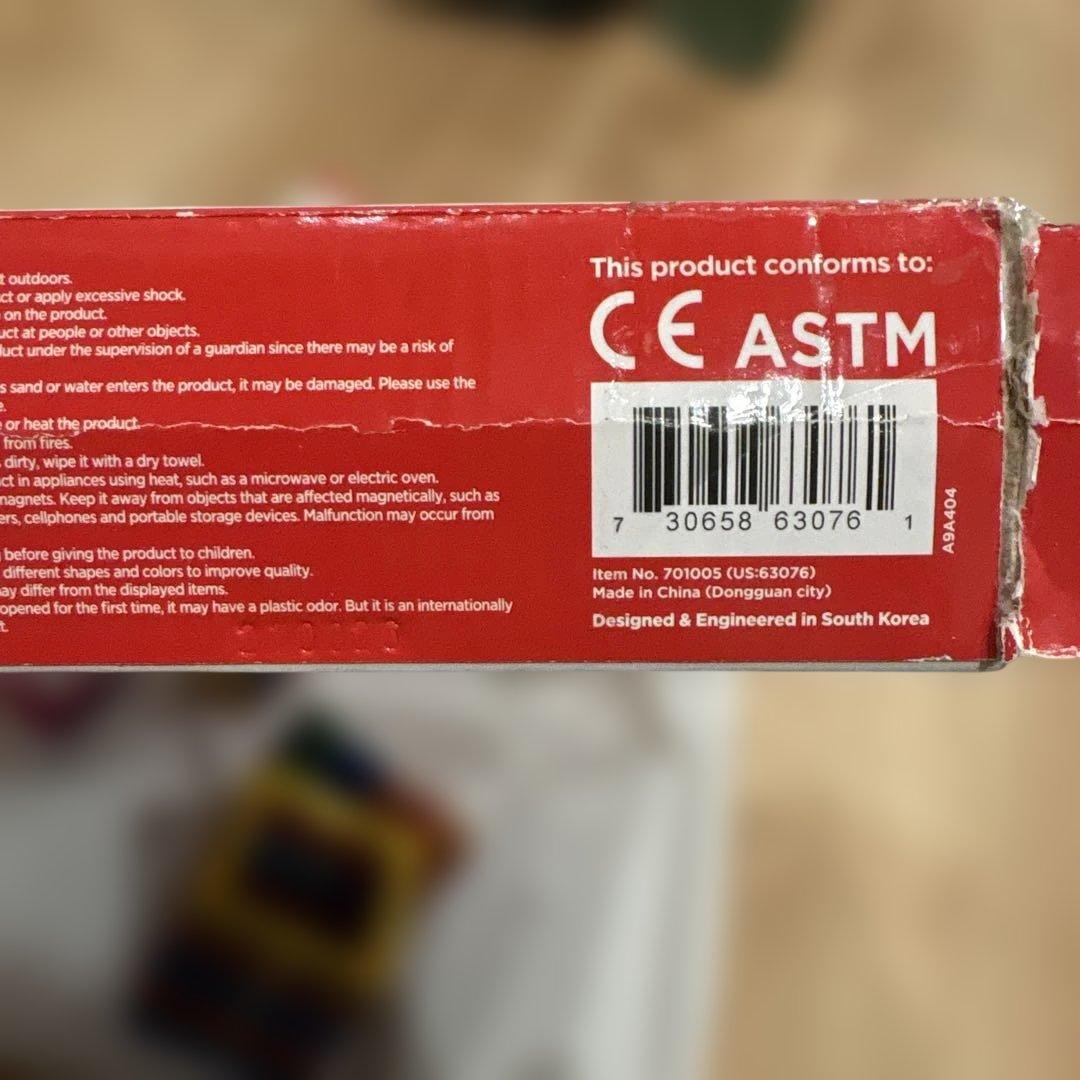 t outdoors.
ct or apply excessive shock.
on the product.
uct at people or other objects.
luct under the supervision of a guardian since there may be a risk of
s sand or water enters the product, it may be damaged. Please use the
e.
or heat the product.
from fires.
dirty, wipe it with a dry towel.
ct in appliances using heat, such as a microwave or electric oven.
magnets. Keep it away from objects that are affected magnetically, such as
ers, cellphones and portable storage devices. Malfunction may occur from
before giving the product to children.
different shapes and colors to improve quality.
ay differ from the displayed items.
opened for the first time, it may have a plastic odor. But it is an internationally
t.
This product conforms to:
CE ASTM
7 30658 63076 1
A9A404
Item No. 701005 (US:63076)
Made in China (Dongguan city)
Designed & Engineered in South Korea